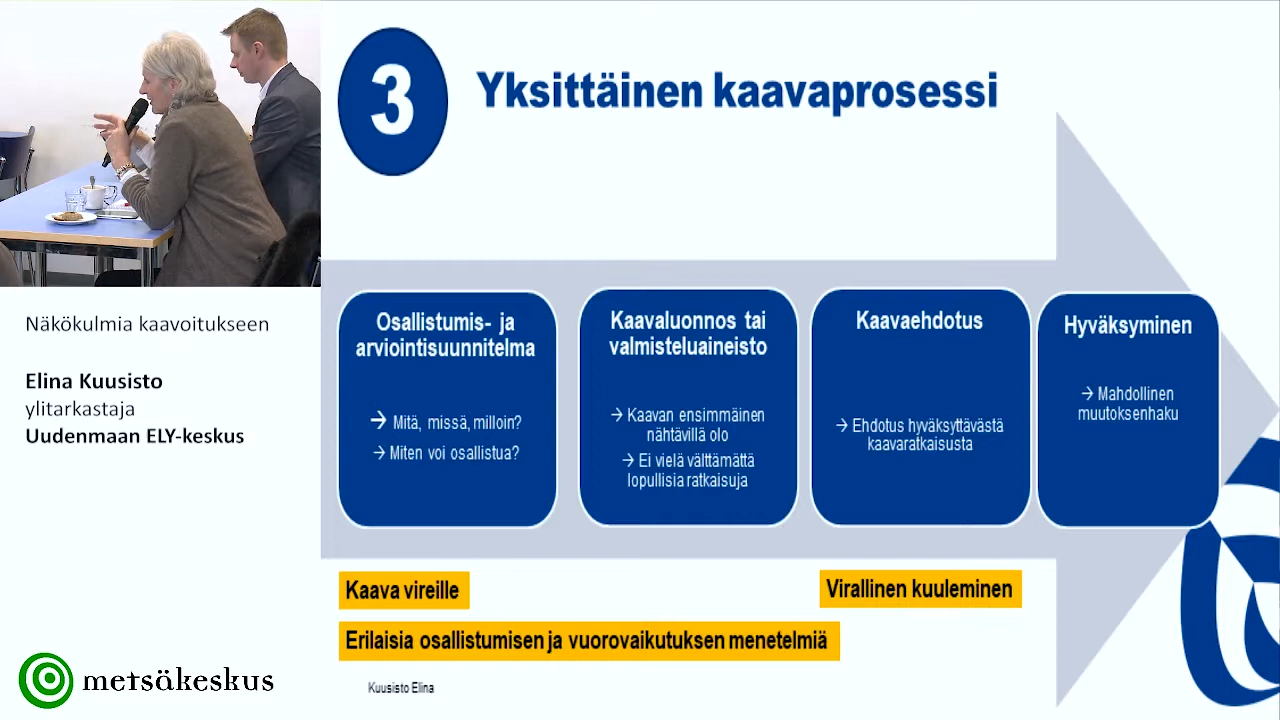 3
Yksittäinen kaavaprosessi
Osallistumis- ja
arviointisuunnitelma
→ Mitä, missä, milloin?
→ Miten voi osallistua?
Kaavaluonnos tai
valmisteluaineisto
→ Kaavan ensimmäinen
nähtävillä olo
→ Ei vielä välttämättä
lopullisia ratkaisuja
Kaavaehdotus
→ Ehdotus hyväksyttävästä
kaavaratkaisusta
Hyväksyminen
→ Mahdollinen
muutoksenhaku
Kaava vireille
Virallinen kuuleminen
Erilaisia osallistumisen ja vuorovaikutuksen menetelmiä
Kuusisto Elina
Näkökulmia kaavoitukseen
Elina Kuusisto
ylitarkastaja
Uudenmaan ELY-keskus
metsäkeskus